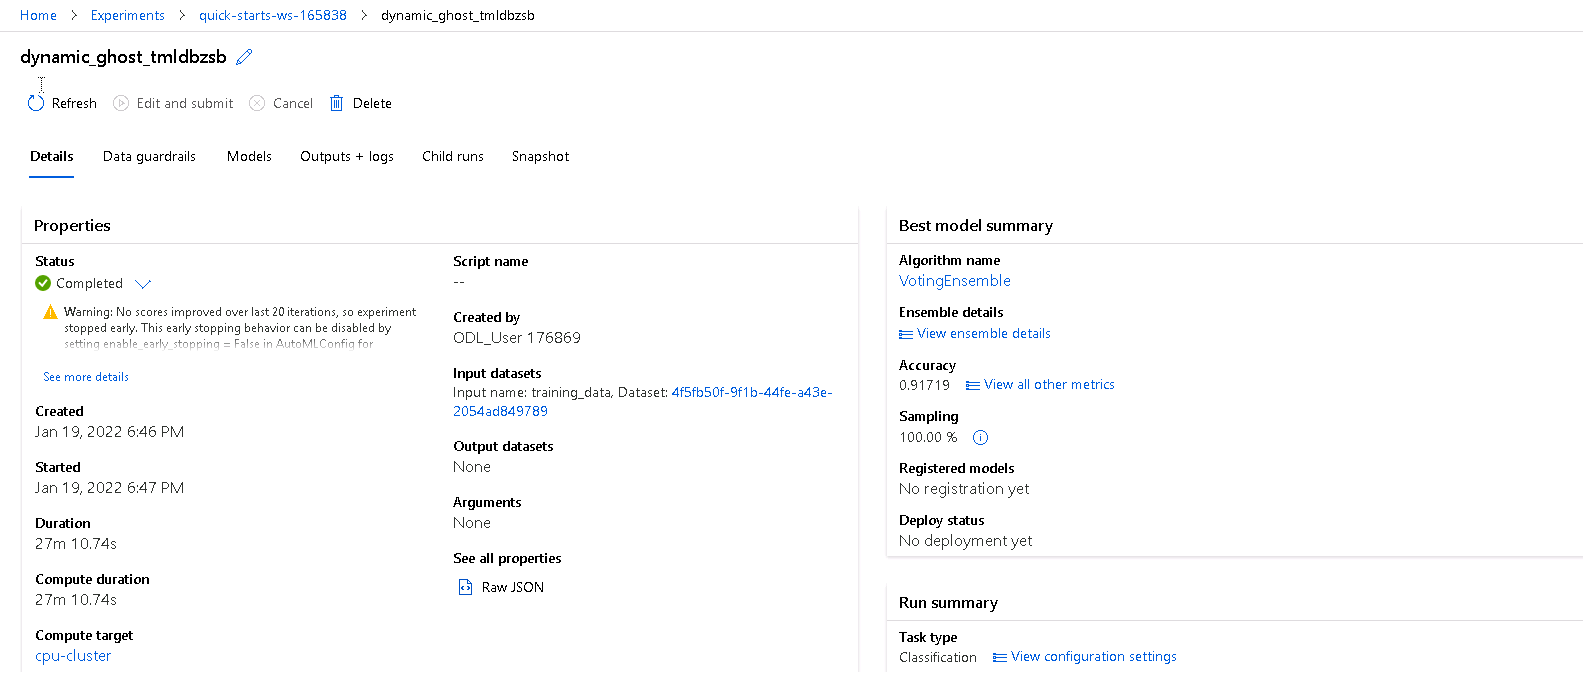 Home > Experiments > quick-starts-ws-165838 > dynamic_ghost_tmldbzsb
dynamic_ghost_tmldbzsb
Refresh Edit and submit Cancel Delete
Details Data guardrails Models Outputs + logs Child runs Snapshot
Properties
Status
Completed
Warning: No scores improved over last 20 iterations, so experiment
stopped early. This early stopping behavior can be disabled by
setting enable_early_stopping = False in AutoMLConfig for
See more details
Created
Jan 19, 2022 6:46 PM
Started
Jan 19, 2022 6:47 PM
Duration
27m 10.74s
Compute duration
27m 10.74s
Compute target
cpu-cluster
Script name
--
Created by
ODL_User 176869
Input datasets
Input name: training_data, Dataset: 4f5fb50f-9f1b-44fe-a43e-
2054ad849789
Output datasets
None
Arguments
None
See all properties
Raw JSON
Best model summary
Algorithm name
VotingEnsemble
Ensemble details
View ensemble details
Accuracy
0.91719 View all other metrics
Sampling
100.00 %
Registered models
No registration yet
Deploy status
No deployment yet
Run summary
Task type
Classification View configuration settings